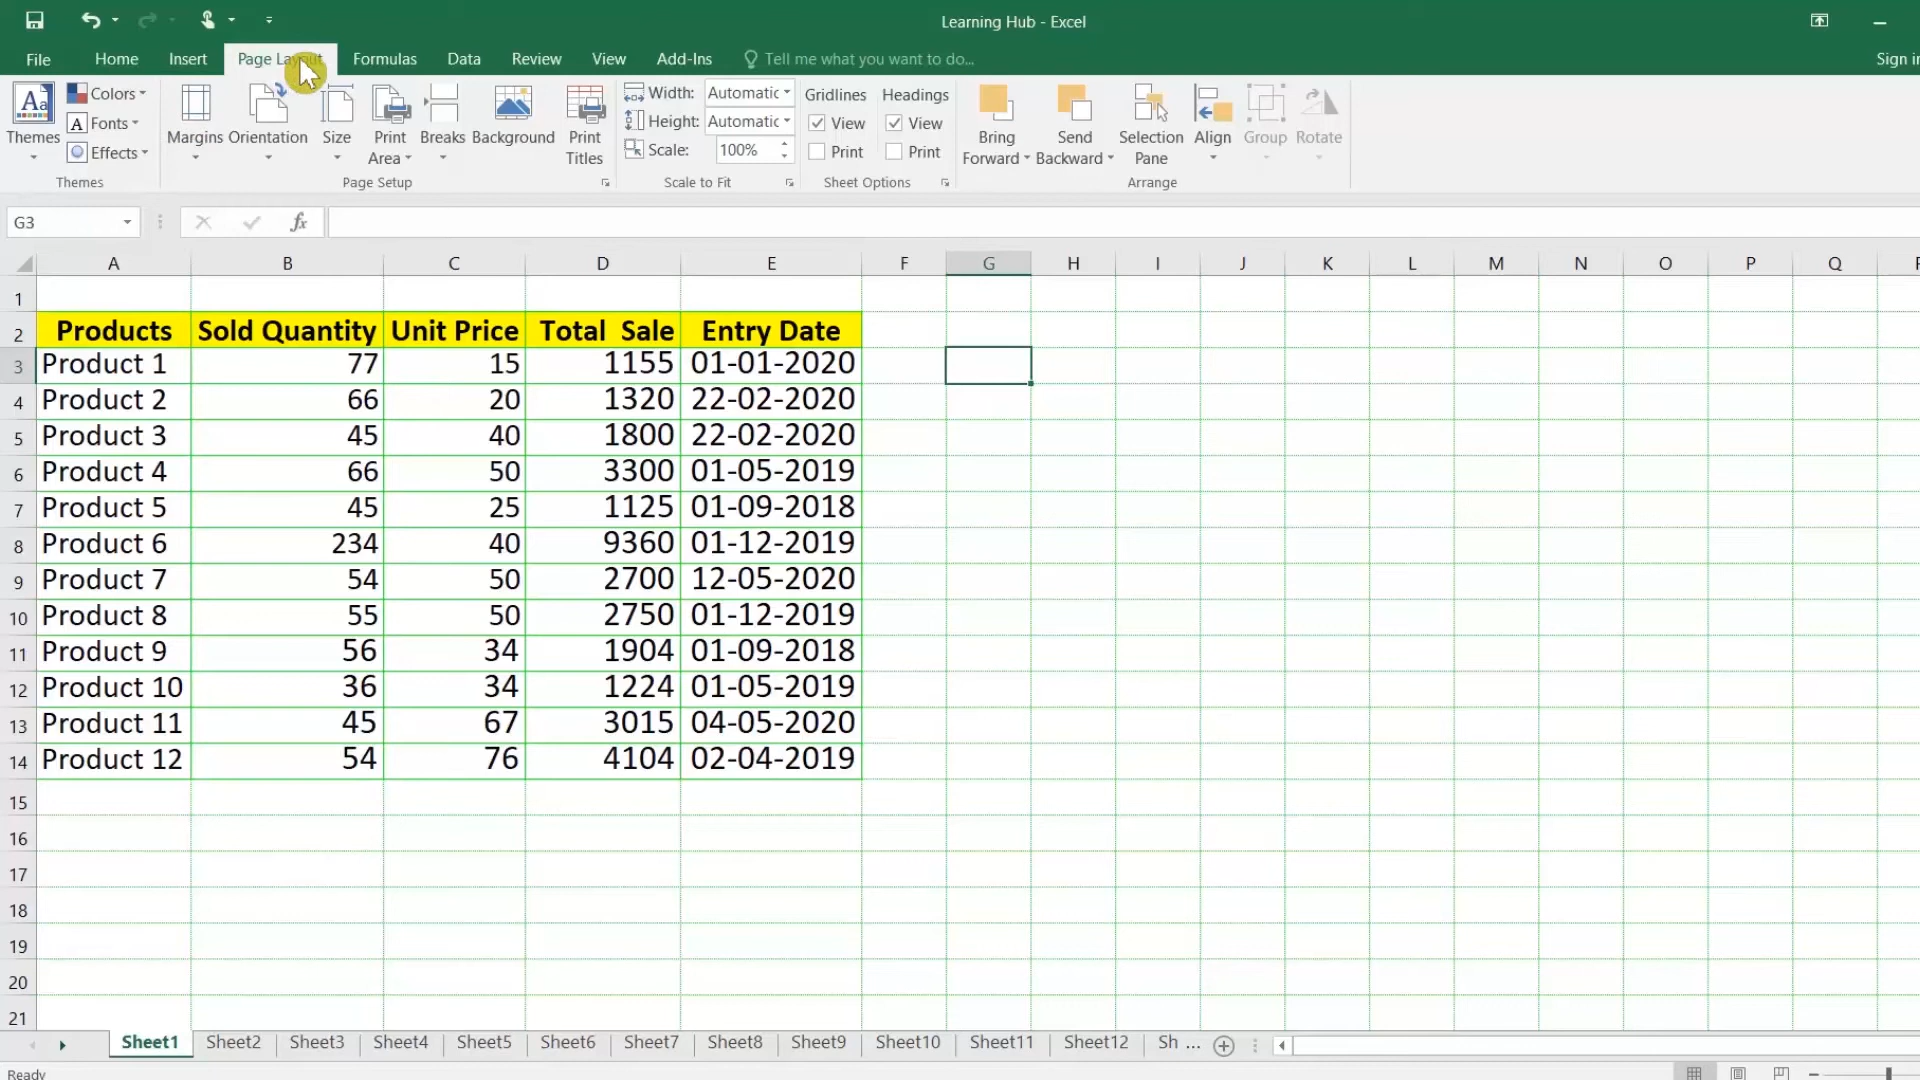 Learning Hub - Excel
File Home Insert Page Layout Formulas Data Review View Add-Ins Tell me what you want to do... Sign in
Aa Colors Width: Automatic Gridlines Headings
A Fonts Height: Automatic View View
Themes Margins Orientation Size Print Area Breaks Background Print Titles Bring Forward Send Backward Selection Pane Align Group Rotate
Effects Scale: 100% Print Print
Themes Page Setup Scale to Fit Sheet Options Arrange
G3 fx
A B C D E F G H I J K L M N O P Q
1
2 Products Sold Quantity Unit Price Total Sale Entry Date
3 Product 1 77 15 1155 01-01-2020
4 Product 2 66 20 1320 22-02-2020
5 Product 3 45 40 1800 22-02-2020
6 Product 4 66 50 3300 01-05-2019
7 Product 5 45 25 1125 01-09-2018
8 Product 6 234 40 9360 01-12-2019
9 Product 7 54 50 2700 12-05-2020
10 Product 8 55 50 2750 01-12-2019
11 Product 9 56 34 1904 01-09-2018
12 Product 10 36 34 1224 01-05-2019
13 Product 11 45 67 3015 04-05-2020
14 Product 12 54 76 4104 02-04-2019
15
16
17
18
19
20
21
Sheet1 Sheet2 Sheet3 Sheet4 Sheet5 Sheet6 Sheet7 Sheet8 Sheet9 Sheet10 Sheet11 Sheet12 Sh ...
Ready